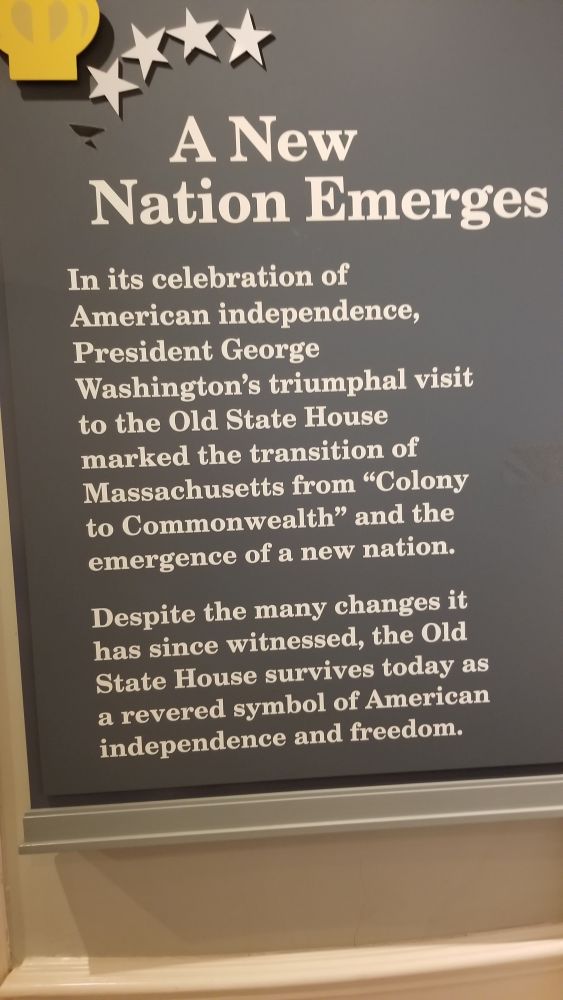 A New
Nation Emerges
In its celebration of
American independence,
President George
Washington's triumphal visit
to the Old State House
marked the transition of
Massachusetts from “Colony
to Commonwealth” and the
emergence of a new nation.
Despite the many changes it
has since witnessed, the Old
State House survives today as
a revered symbol of American
independence and freedom.